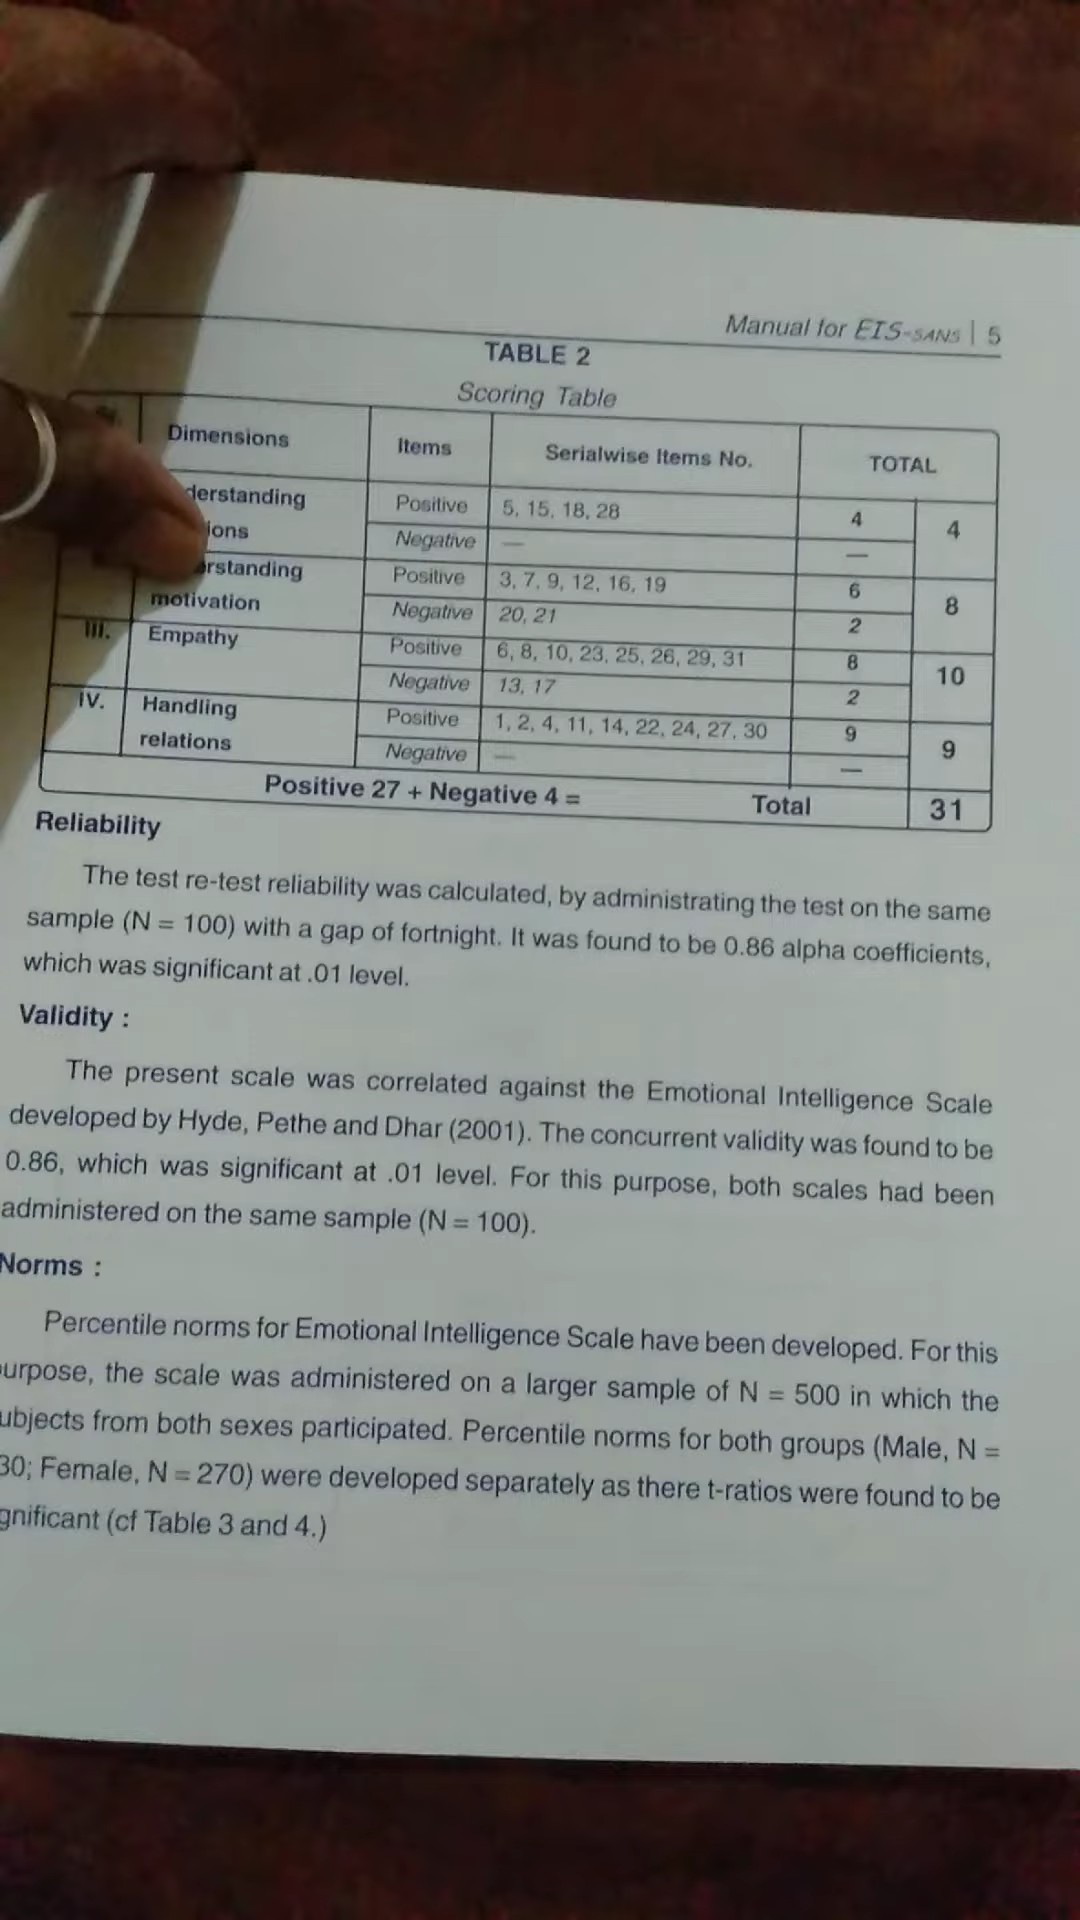 Manual for EIS-SANS | 5
TABLE 2
Scoring Table
Dimensions Items Serialwise Items No. TOTAL
derstanding Positive 5, 15, 18, 28 4 4
ions Negative — —
erstanding Positive 3, 7, 9, 12, 16, 19 6 8
motivation Negative 20, 21 2
III. Empathy Positive 6, 8, 10, 23, 25, 26, 29, 31 8 10
Negative 13, 17 2
IV. Handling Positive 1, 2, 4, 11, 14, 22, 24, 27, 30 9 9
relations Negative — —
Positive 27 + Negative 4 = Total 31
Reliability
The test re-test reliability was calculated, by administrating the test on the same
sample (N = 100) with a gap of fortnight. It was found to be 0.86 alpha coefficients,
which was significant at .01 level.
Validity :
The present scale was correlated against the Emotional Intelligence Scale
developed by Hyde, Pethe and Dhar (2001). The concurrent validity was found to be
0.86, which was significant at .01 level. For this purpose, both scales had been
administered on the same sample (N = 100).
Norms :
Percentile norms for Emotional Intelligence Scale have been developed. For this
urpose, the scale was administered on a larger sample of N = 500 in which the
ubjects from both sexes participated. Percentile norms for both groups (Male, N =
30; Female, N = 270) were developed separately as there t-ratios were found to be
gnificant (cf Table 3 and 4.)